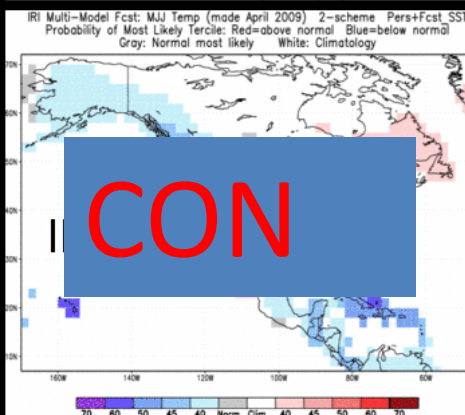 IRI Multi-Model Fcst: MJJ Temp (made April 2009) 2-scheme Pers+Fcst_SST
Probability of Most Likely Tercile: Red=above normal Blue=below normal
Gray: Normal most likely White: Climatology
70N
60N
50N
40N
CON
30N
20N
10N
160W 140W 120W 100W 80W 60W
70 60 50 45 40 Norm Clim 40 45 50 60 70